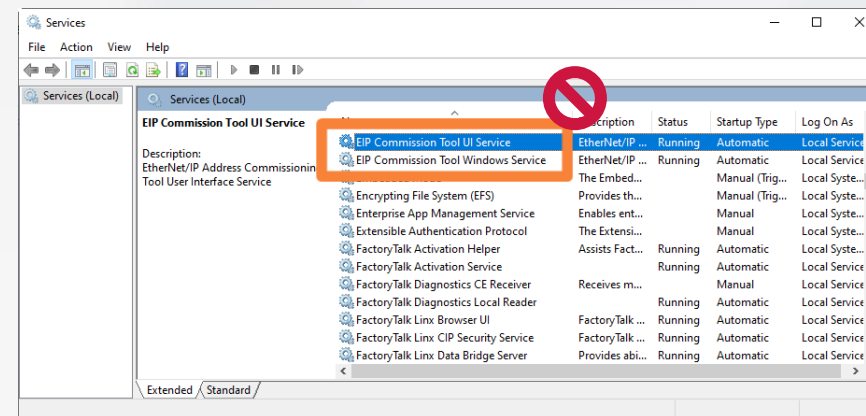 Services
File Action View Help
Services (Local)
Services (Local)
EIP Commission Tool UI Service
Description:
EtherNet/IP Address Commissionin
Tool User Interface Service
Status Startup Type Log On As
EIP Commission Tool UI Service EtherNet/IP ... Running Automatic Local Service
EIP Commission Tool Windows Service EtherNet/IP ... Running Automatic Local Service
The Embed... Manual (Trig... Local Syste...
Encrypting File System (EFS) Provides th... Manual (Trig... Local Syste...
Enterprise App Management Service Enables ent... Manual Local Syste...
Extensible Authentication Protocol The Extensi... Manual Local Syste...
FactoryTalk Activation Helper Assists Fact... Running Automatic Local Service
FactoryTalk Activation Service Running Automatic Local Service
FactoryTalk Diagnostics CE Receiver Receives m... Manual Local Service
FactoryTalk Diagnostics Local Reader Running Automatic Local Service
FactoryTalk Linx Browser UI FactoryTalk ... Running Automatic Local Service
FactoryTalk Linx CIP Security Service FactoryTalk ... Running Automatic Local Service
FactoryTalk Linx Data Bridge Server Provides abi... Running Automatic Local Service
Extended Standard